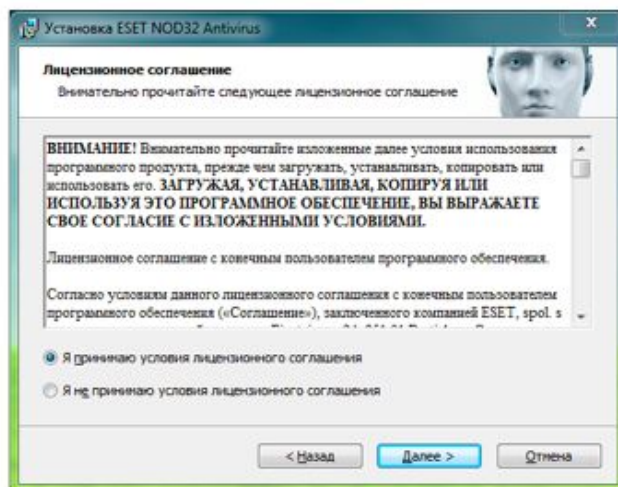 Установка ESET NOD32 Antivirus
Лицензионное соглашение
Внимательно прочитайте следующее лицензионное соглашение
ВНИМАНИЕ! Внимательно прочитайте изложенные далее условия использования
программного продукта, прежде чем загружать, устанавливать, копировать или
использовать его. ЗАГРУЖАЯ, УСТАНАВЛИВАЯ, КОПИРУЯ ИЛИ
ИСПОЛЬЗУЯ ЭТО ПРОГРАММНОЕ ОБЕСПЕЧЕНИЕ, ВЫ ВЫРАЖАЕТЕ
СВОЕ СОГЛАСИЕ С ИЗЛОЖЕННЫМИ УСЛОВИЯМИ.
Лицензионное соглашение с конечным пользователем программного обеспечения.
Согласно условиям данного лицензионного соглашения с конечным пользователем
программного обеспечения («Соглашение»), заключенного компанией ESET, spol. s
Я принимаю условия лицензионного соглашения
Я не принимаю условия лицензионного соглашения
< Назад
Далее >
Отмена